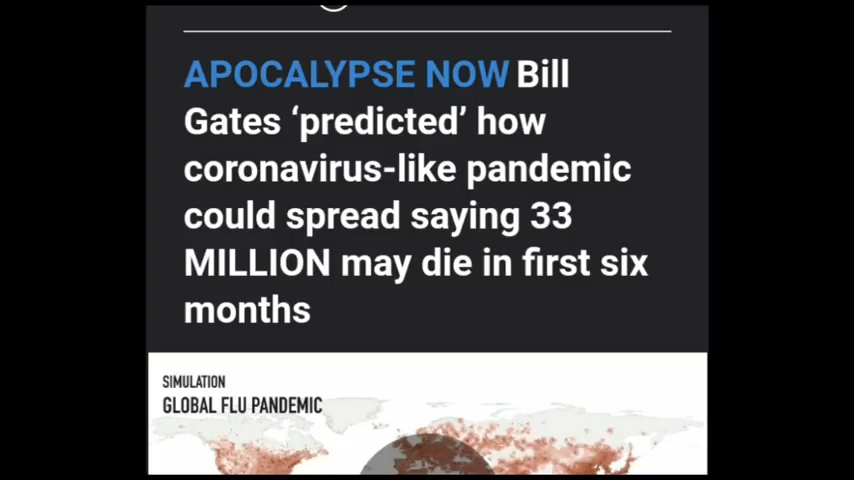 APOCALYPSE NOW Bill
Gates ‘predicted’ how
coronavirus-like pandemic
could spread saying 33
MILLION may die in first six
months
SIMULATION
GLOBAL FLU PANDEMIC